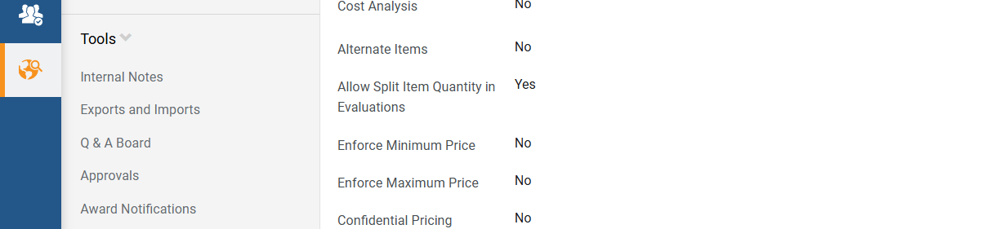 Tools
Internal Notes
Exports and Imports
Q & A Board
Approvals
Award Notifications
Cost Analysis No
Alternate Items No
Allow Split Item Quantity in Yes
Evaluations
Enforce Minimum Price No
Enforce Maximum Price No
Confidential Pricing No